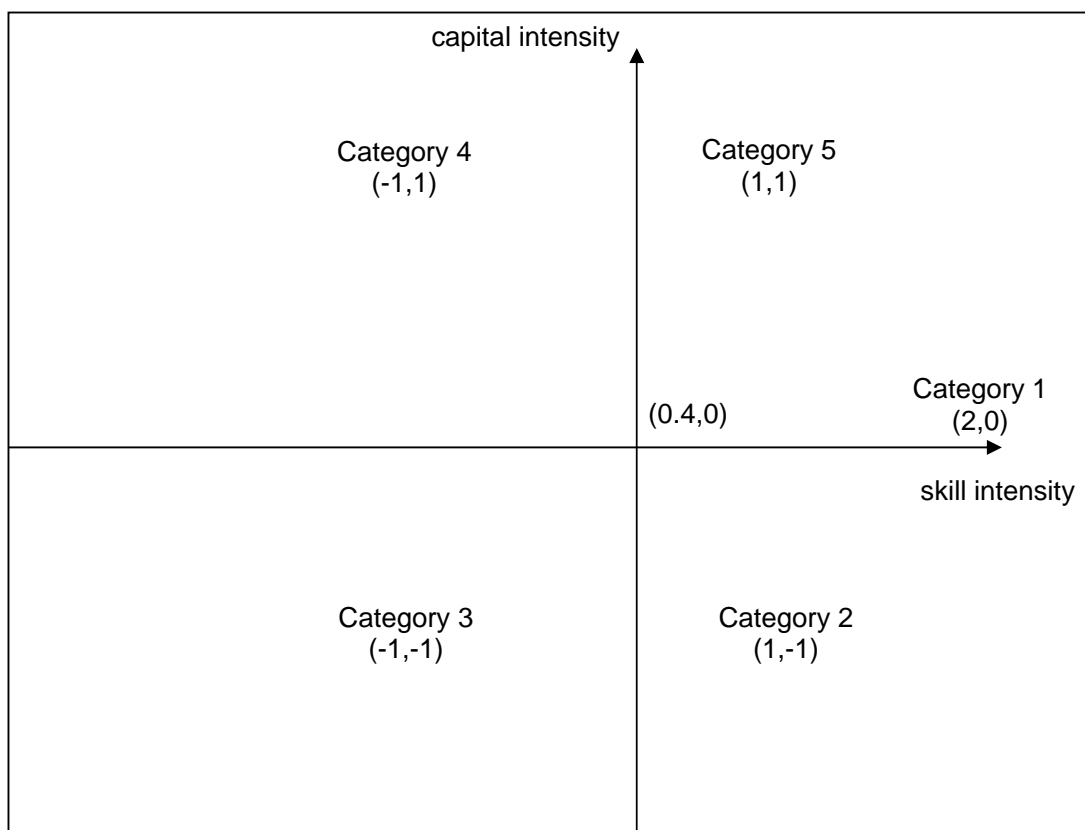 capital intensity
Category 4
(-1,1)
Category 5
(1,1)
(0.4,0)
Category 1
(2,0)
skill intensity
Category 3
(-1,-1)
Category 2
(1,-1)